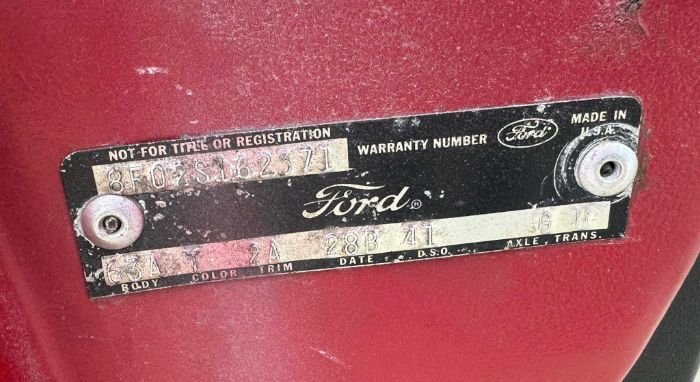 NOT FOR TITLE OR REGISTRATION
8F02S162371 WARRANTY NUMBER Ford MADE IN U.S.A.
Ford ®
63A T 2A 28B 41 6
BODY COLOR TRIM DATE D.S.O. AXLE TRANS.